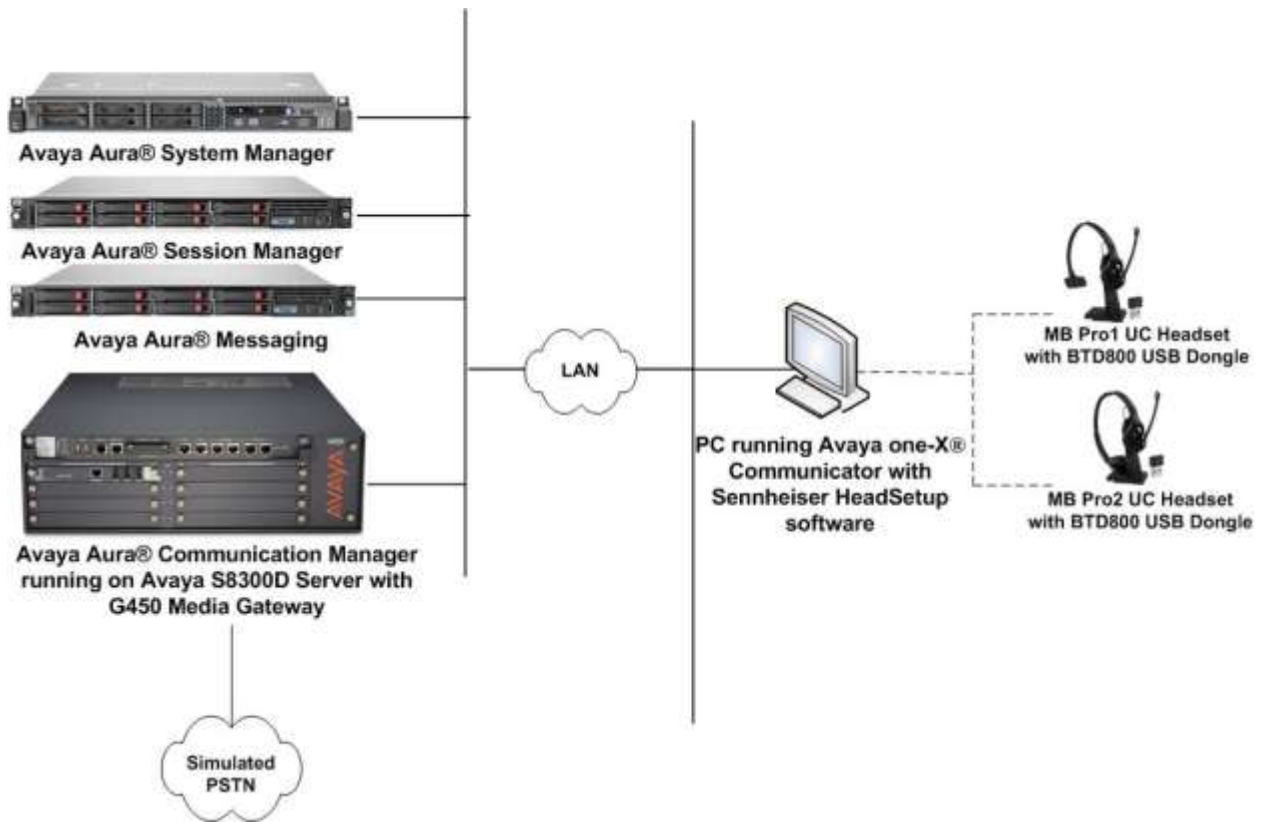 Avaya Aura® System Manager
Avaya Aura® Session Manager
Avaya Aura® Messaging
AVAYA
Avaya Aura® Communication Manager
running on Avaya S8300D Server with
G450 Media Gateway
Simulated
PSTN
LAN
PC running Avaya one-X®
Communicator with
Sennheiser HeadSetup
software
MB Pro1 UC Headset
with BTD800 USB Dongle
MB Pro2 UC Headset
with BTD800 USB Dongle